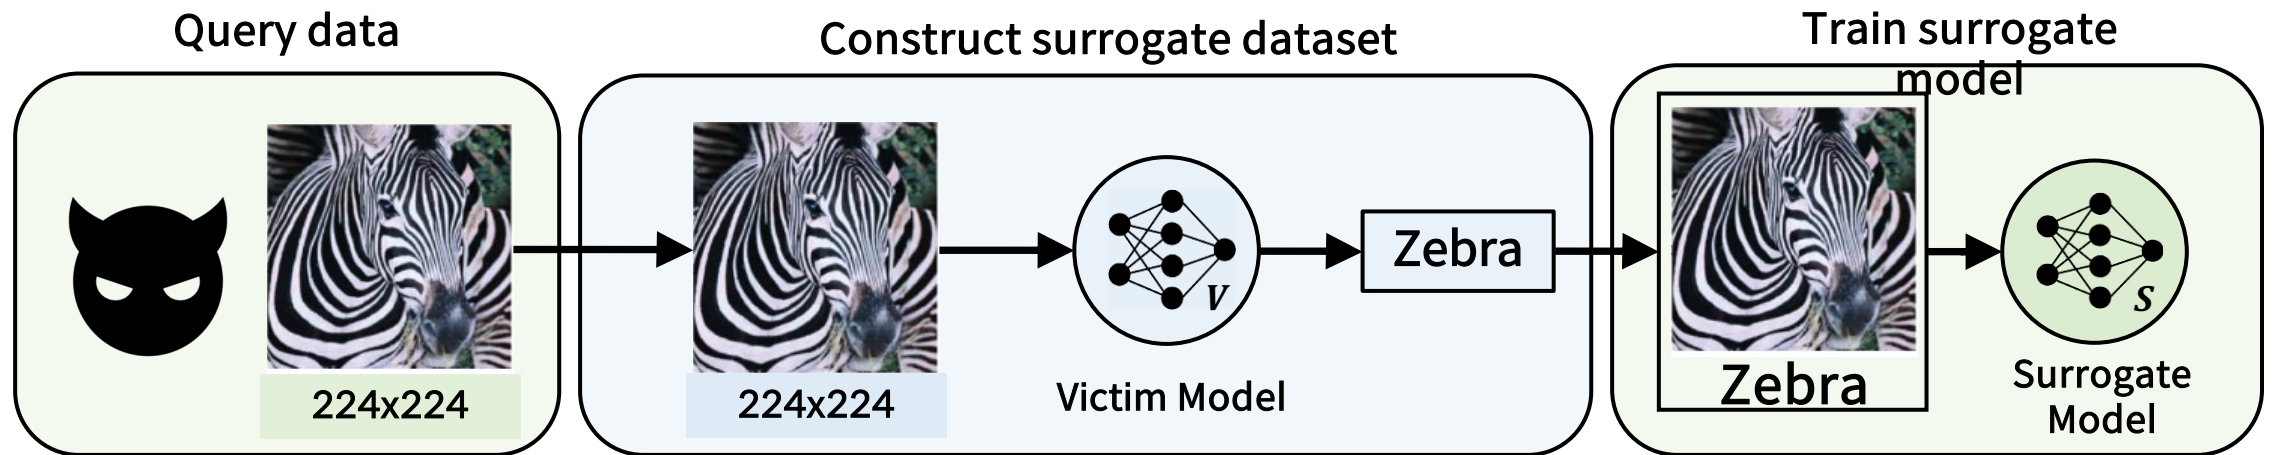 Query data
Construct surrogate dataset
Train surrogate
model
224x224
224x224
V
Victim Model
Zebra
Zebra
S
Surrogate
Model